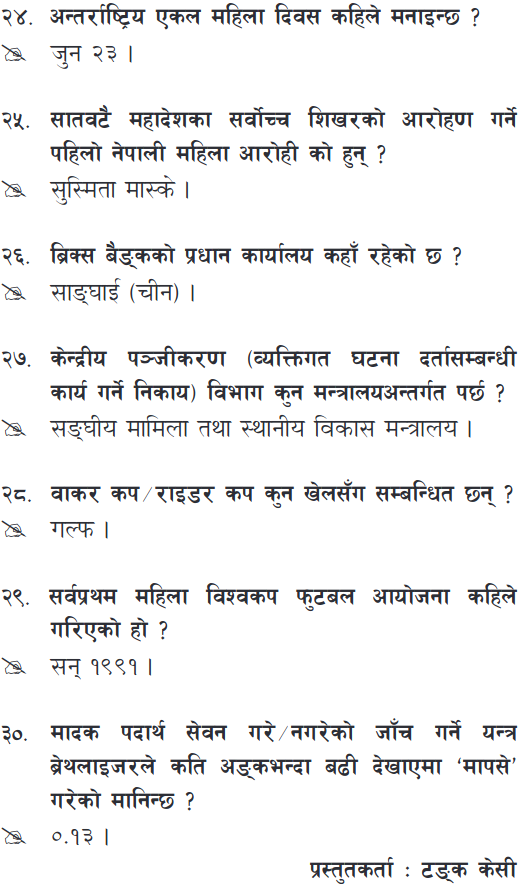 २४. अन्तर्राष्ट्रिय एकल महिला दिवस कहिले मनाइन्छ ?
जुन २३ ।
२५. सातवटै महादेशका सर्वोच्च शिखरको आरोहण गर्ने
पहिलो नेपाली महिला आरोही को हुन् ?
सुस्मिता मास्के ।
२६. ब्रिक्स बैङ्कको प्रधान कार्यालय कहाँ रहेको छ ?
साङ्घाई (चीन) ।
२७. केन्द्रीय पञ्जीकरण (व्यक्तिगत घटना दर्तासम्बन्धी
कार्य गर्ने निकाय) विभाग कुन मन्त्रालयअन्तर्गत पर्छ ?
सङ्घीय मामिला तथा स्थानीय विकास मन्त्रालय ।
२८. वाकर कप/राइडर कप कुन खेलसँग सम्बन्धित छन् ?
गल्फ ।
२९. सर्वप्रथम महिला विश्वकप फुटबल आयोजना कहिले
गरिएको हो ?
सन् १९९१ ।
३०. मादक पदार्थ सेवन गरे/नगरेको जाँच गर्ने यन्त्र
ब्रेथलाइजरले कति अङ्कभन्दा बढी देखाएमा ‘मापसे’
गरेको मानिन्छ ?
०.१३ ।
प्रस्तुतकर्ता : टङ्क केसी